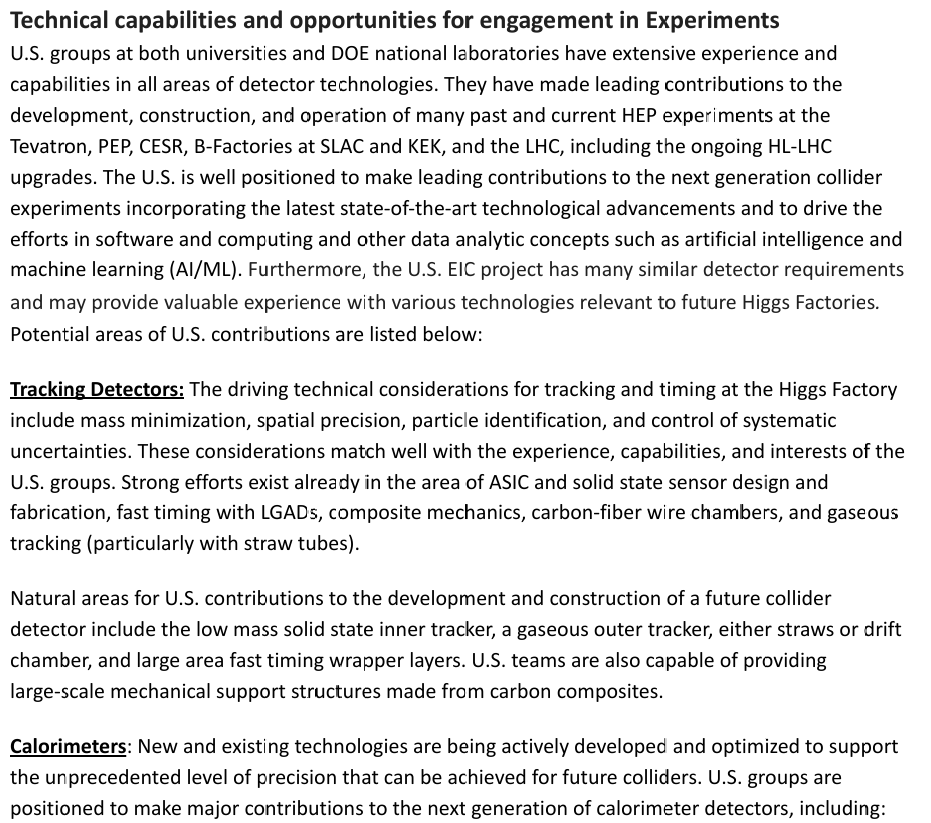 Technical capabilities and opportunities for engagement in Experiments
U.S. groups at both universities and DOE national laboratories have extensive experience and
capabilities in all areas of detector technologies. They have made leading contributions to the
development, construction, and operation of many past and current HEP experiments at the
Tevatron, PEP, CESR, B-Factories at SLAC and KEK, and the LHC, including the ongoing HL-LHC
upgrades. The U.S. is well positioned to make leading contributions to the next generation collider
experiments incorporating the latest state-of-the-art technological advancements and to drive the
efforts in software and computing and other data analytic concepts such as artificial intelligence and
machine learning (AI/ML). Furthermore, the U.S. EIC project has many similar detector requirements
and may provide valuable experience with various technologies relevant to future Higgs Factories.
Potential areas of U.S. contributions are listed below:
Tracking Detectors: The driving technical considerations for tracking and timing at the Higgs Factory
include mass minimization, spatial precision, particle identification, and control of systematic
uncertainties. These considerations match well with the experience, capabilities, and interests of the
U.S. groups. Strong efforts exist already in the area of ASIC and solid state sensor design and
fabrication, fast timing with LGADs, composite mechanics, carbon-fiber wire chambers, and gaseous
tracking (particularly with straw tubes).
Natural areas for U.S. contributions to the development and construction of a future collider
detector include the low mass solid state inner tracker, a gaseous outer tracker, either straws or drift
chamber, and large area fast timing wrapper layers. U.S. teams are also capable of providing
large-scale mechanical support structures made from carbon composites.
Calorimeters: New and existing technologies are being actively developed and optimized to support
the unprecedented level of precision that can be achieved for future colliders. U.S. groups are
positioned to make major contributions to the next generation of calorimeter detectors, including: